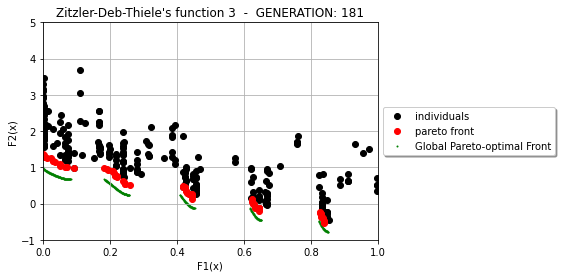 Zitzler-Deb-Thiele's function 3 - GENERATION: 181
5
4
3
2
1
0
−1
F2(x)
0.0 0.2 0.4 0.6 0.8 1.0
F1(x)
individuals
pareto front
Global Pareto-optimal Front